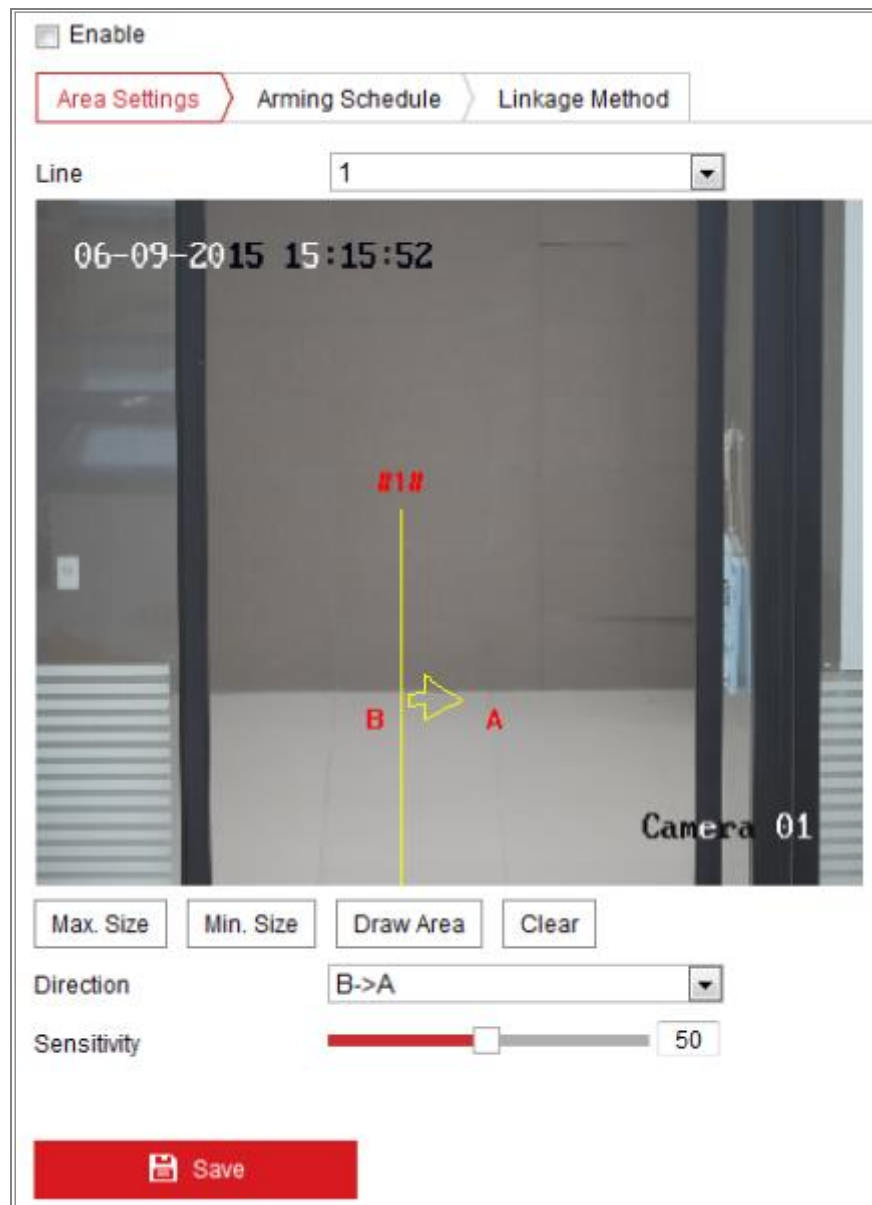 Enable
Area Settings Arming Schedule Linkage Method
Line 1
06-09-2015 15:15:52
#1#
B A
Camera 01
Max. Size Min. Size Draw Area Clear
Direction B->A
Sensitivity 50
Save